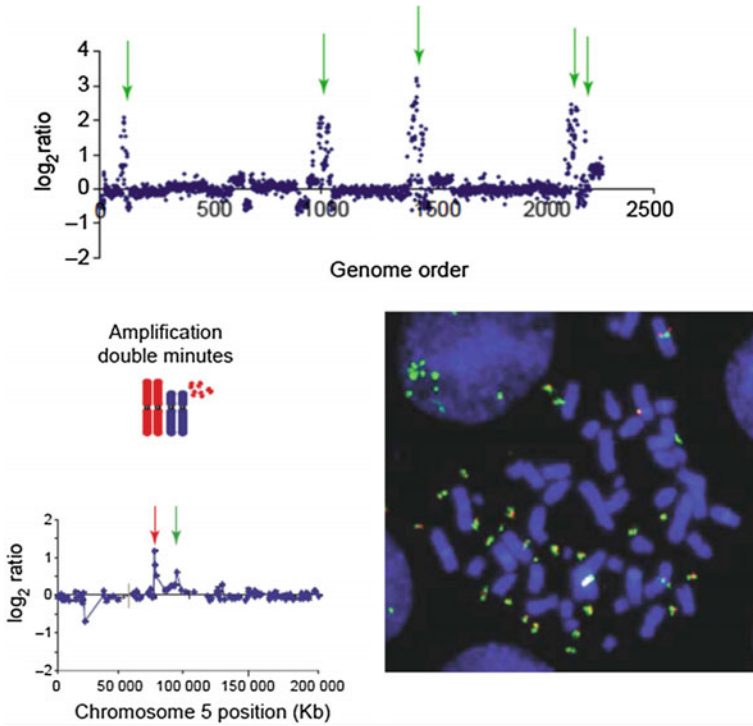 4
3
2
1
0
−1
−2
log2ratio
0 500 1000 1500 2000 2500
Genome order
Amplification
double minutes
2
1
0
−1
−2
log2 ratio
0 50 000 100 000 150 000 200 000
Chromosome 5 position (Kb)